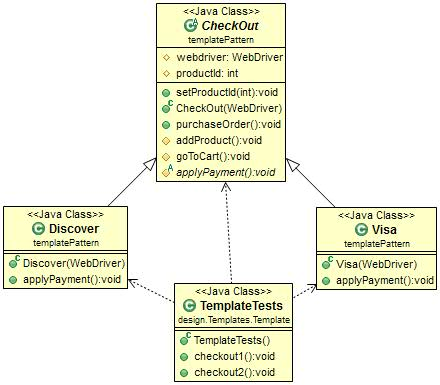 <<Java Class>>
CheckOut
templatePattern
webdriver: WebDriver
productId: int
setProductId(int):void
CheckOut(WebDriver)
purchaseOrder():void
addProduct():void
goToCart():void
applyPayment():void
<<Java Class>>
Discover
templatePattern
Discover(WebDriver)
applyPayment():void
<<Java Class>>
Visa
templatePattern
Visa(WebDriver)
applyPayment():void
<<Java Class>>
TemplateTests
design.Templates.Template
TemplateTests()
checkout1():void
checkout2():void